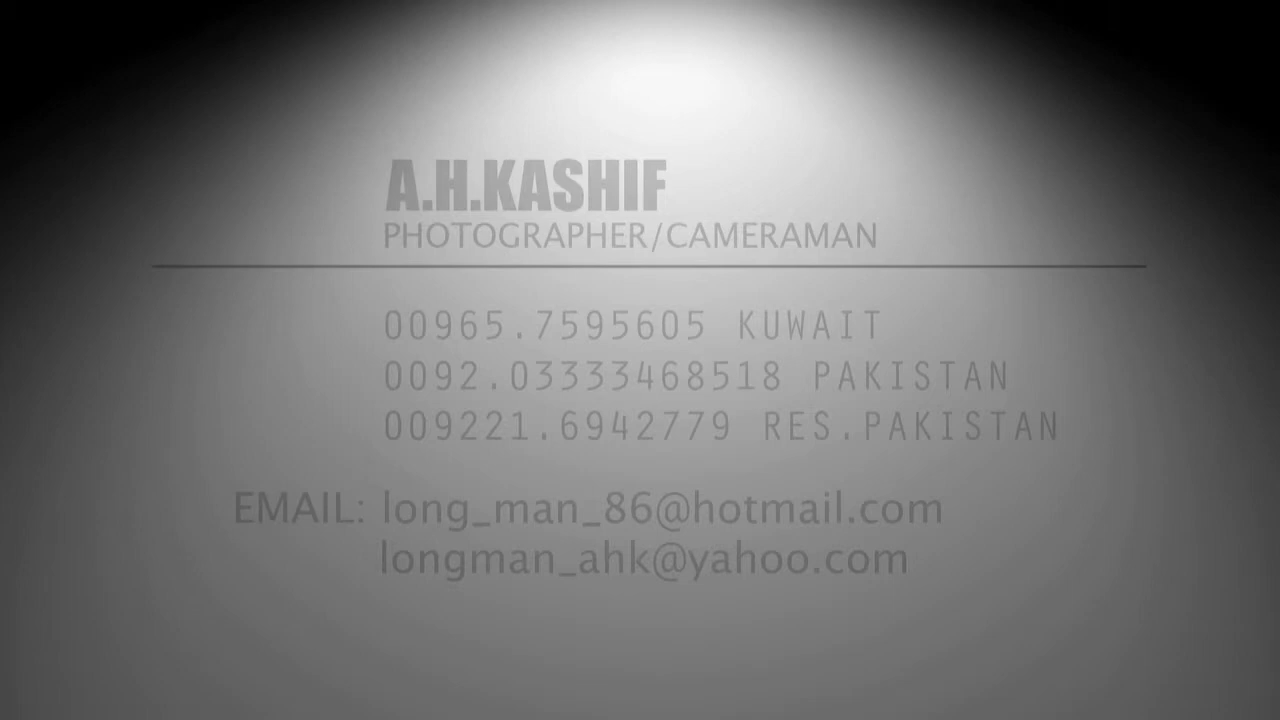 A.H.KASHIF
PHOTOGRAPHER/CAMERAMAN
00965.7595605 KUWAIT
0092.03333468518 PAKISTAN
009221.6942779 RES.PAKISTAN
EMAIL: long_man_86@hotmail.com
longman_ahk@yahoo.com